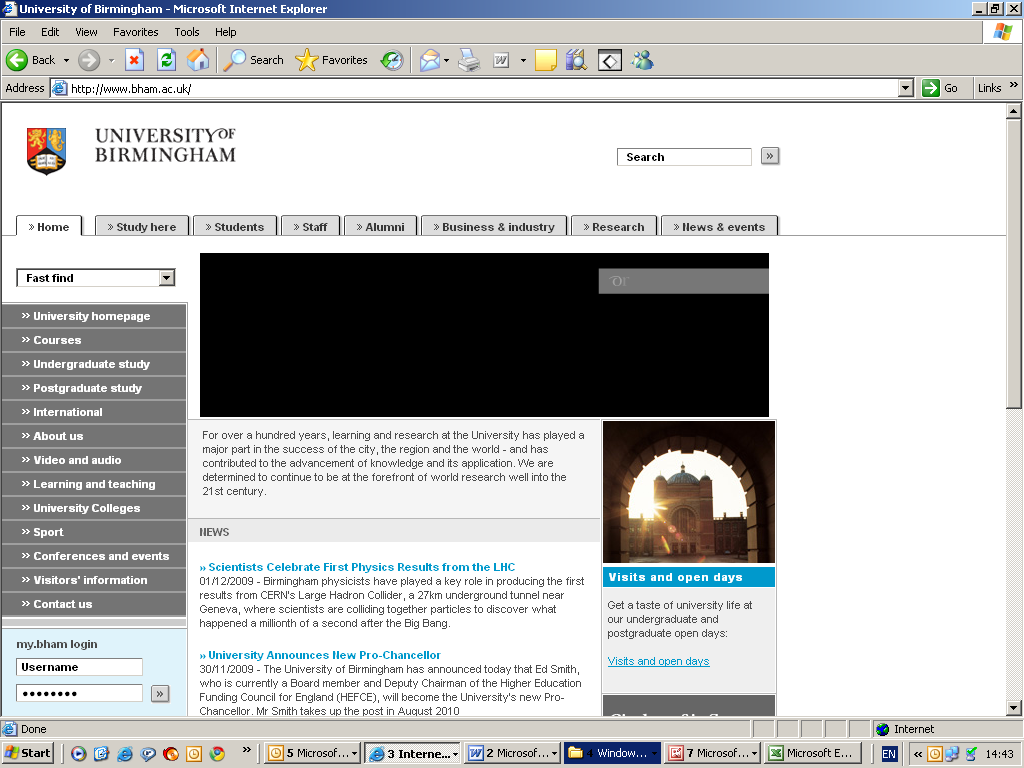 University of Birmingham - Microsoft Internet Explorer
File Edit View Favorites Tools Help
Back Search Favorites
Address http://www.bham.ac.uk/ Go Links »
UNIVERSITY OF
BIRMINGHAM
Search »
» Home » Study here » Students » Staff » Alumni » Business & industry » Research » News & events
Fast find
» University homepage
» Courses
» Undergraduate study
» Postgraduate study
» International
» About us
» Video and audio
» Learning and teaching
» University Colleges
» Sport
» Conferences and events
» Visitors' information
» Contact us
my.bham login
Username
•••••••• »
For over a hundred years, learning and research at the University has played a
major part in the success of the city, the region and the world - and has
contributed to the advancement of knowledge and its application. We are
determined to continue to be at the forefront of world research well into the
21st century.
NEWS
» Scientists Celebrate First Physics Results from the LHC
01/12/2009 - Birmingham physicists have played a key role in producing the first
results from CERN's Large Hadron Collider, a 27km underground tunnel near
Geneva, where scientists are colliding together particles to discover what
happened a millionth of a second after the Big Bang.
» University Announces New Pro-Chancellor
30/11/2009 - The University of Birmingham has announced today that Ed Smith,
who is currently a Board member and Deputy Chairman of the Higher Education
Funding Council for England (HEFCE), will become the University's new Pro-
Chancellor. Mr Smith takes up the post in August 2010
Visits and open days
Get a taste of university life at
our undergraduate and
postgraduate open days:
Visits and open days
Done Internet
Start » 5 Microsof... 3 Interne... 2 Microsof... 4 Window... 7 Microsof... Microsoft E... EN « 14:43